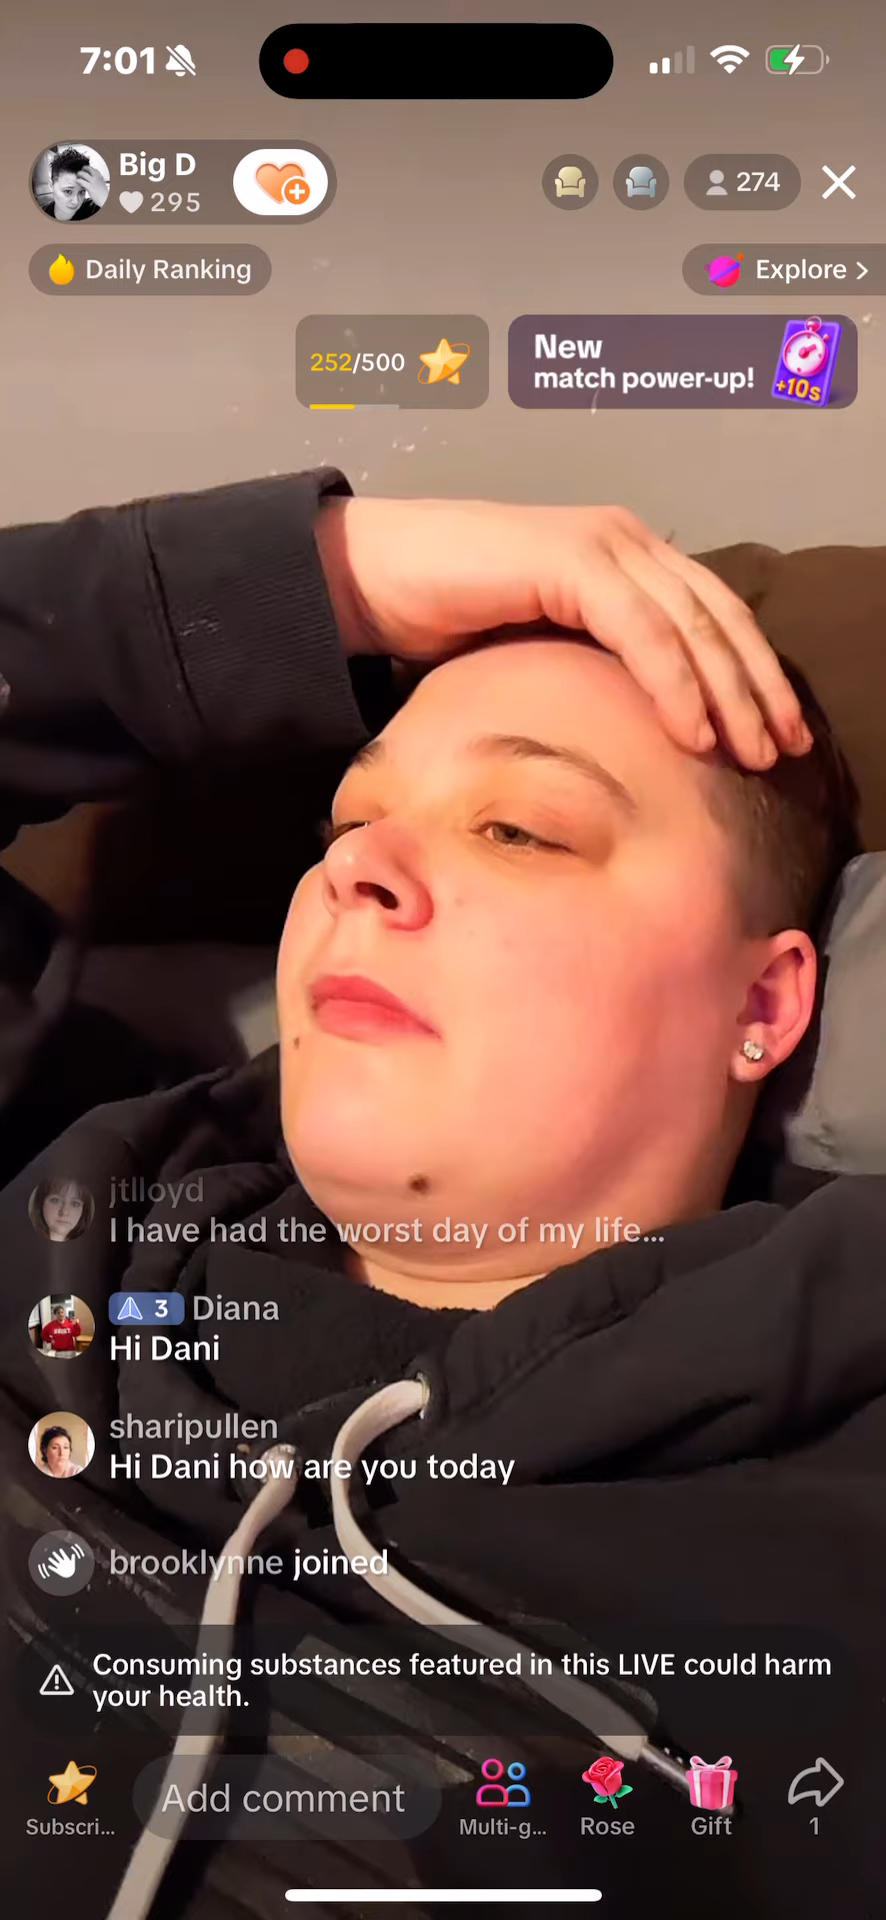 7:01
Big D
295
274
Daily Ranking
Explore >
252/500
New
match power-up!
+10s
jtlloyd
I have had the worst day of my life...
3 Diana
Hi Dani
sharipullen
Hi Dani how are you today
brooklynne joined
Consuming substances featured in this LIVE could harm
your health.
Add comment
Subscri...
Multi-g...
Rose
Gift
1